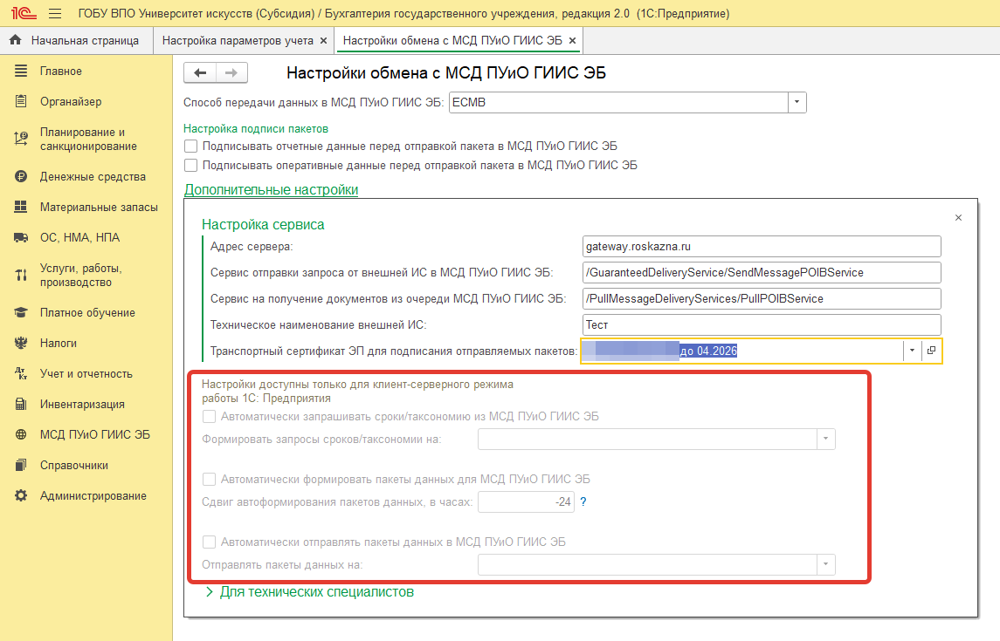 1С ГОБУ ВПО Университет искусств (Субсидия) / Бухгалтерия государственного учреждения, редакция 2.0 (1С:Предприятие)
Начальная страница
Настройка параметров учета ×
Настройки обмена с МСД ПУиО ГИИС ЭБ ×
Главное
Органайзер
Планирование и
санкционирование
Денежные средства
Материальные запасы
ОС, НМА, НПА
Услуги, работы,
производство
Платное обучение
Налоги
Учет и отчетность
Инвентаризация
МСД ПУиО ГИИС ЭБ
Справочники
Администрирование
Настройки обмена с МСД ПУиО ГИИС ЭБ
Способ передачи данных в МСД ПУиО ГИИС ЭБ: ЕСМВ
Настройка подписи пакетов
Подписывать отчетные данные перед отправкой пакета в МСД ПУиО ГИИС ЭБ
Подписывать оперативные данные перед отправкой пакета в МСД ПУиО ГИИС ЭБ
Дополнительные настройки
Настройка сервиса
Адрес сервера: gateway.roskazna.ru
Сервис отправки запроса от внешней ИС в МСД ПУиО ГИИС ЭБ: /GuaranteedDeliveryService/SendMessagePOIBService
Сервис на получение документов из очереди МСД ПУиО ГИИС ЭБ: /PullMessageDeliveryServices/PullPOIBService
Техническое наименование внешней ИС: Тест
Транспортный сертификат ЭП для подписания отправляемых пакетов: до 04.2026
Настройки доступны только для клиент-серверного режима
работы 1С: Предприятия
Автоматически запрашивать сроки/таксономию из МСД ПУиО ГИИС ЭБ
Формировать запросы сроков/таксономии на:
Автоматически формировать пакеты данных для МСД ПУиО ГИИС ЭБ
Сдвиг автоформирования пакетов данных, в часах: -24 ?
Автоматически отправлять пакеты данных в МСД ПУиО ГИИС ЭБ
Отправлять пакеты данных на:
Для технических специалистов